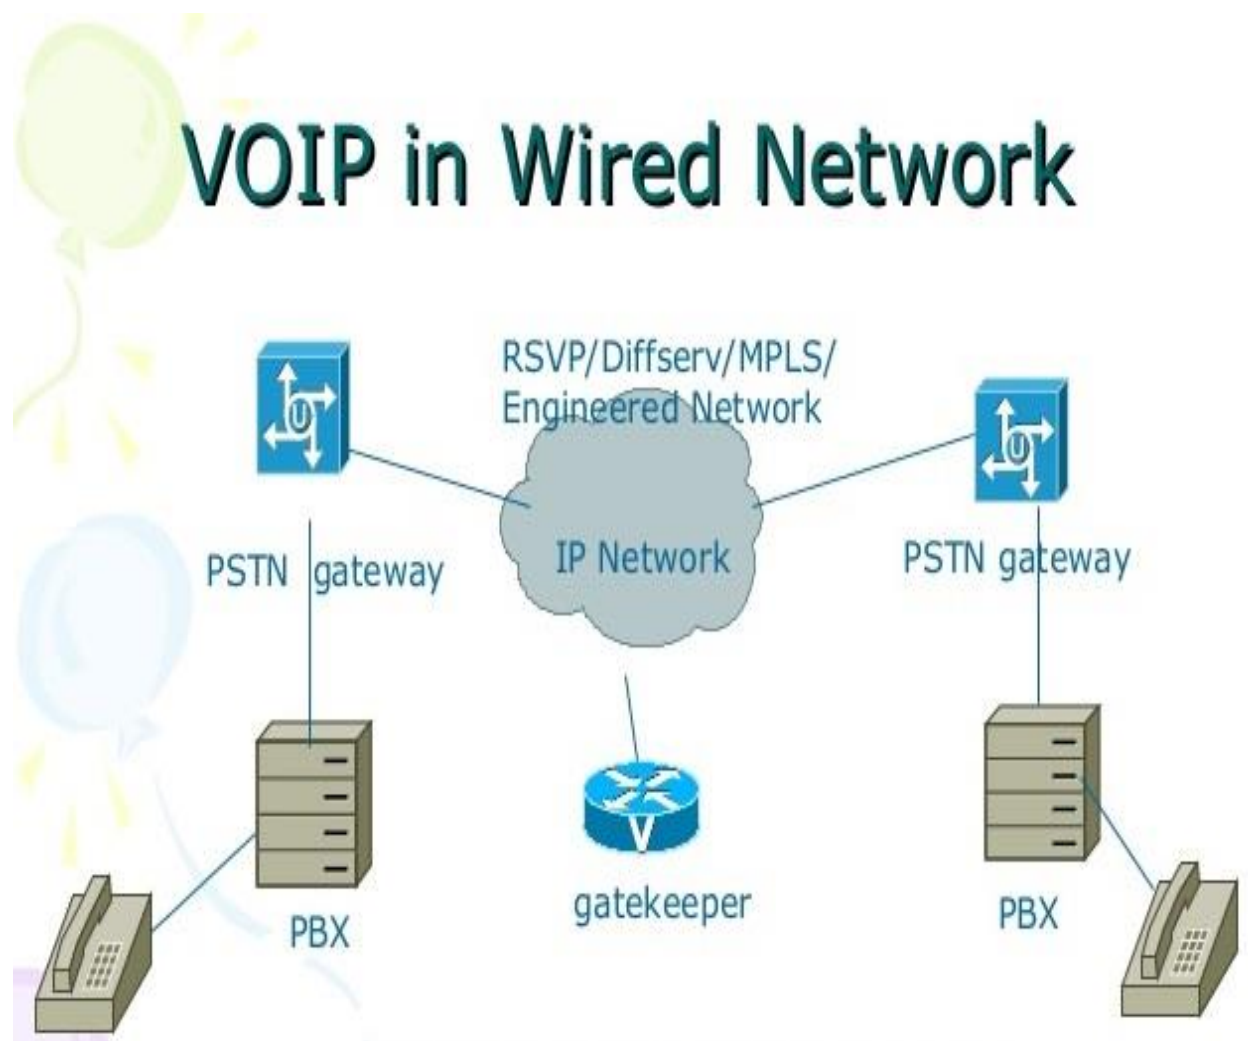 VOIP in Wired Network
RSVP/Diffserv/MPLS/
Engineered Network
U
U
PSTN gateway
IP Network
PSTN gateway
V
gatekeeper
PBX
PBX